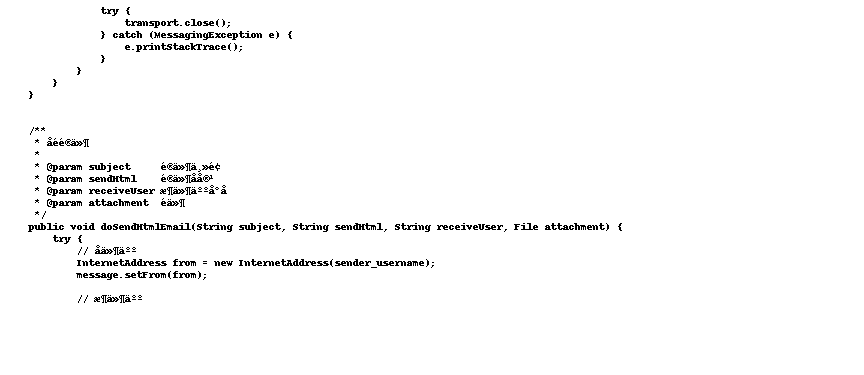 try {
transport.close();
} catch (MessagingException e) {
e.printStackTrace();
}
}
}
}
/**
* åéé®ä»¶
*
* @param subject é®ä»¶ä¸»é¢
* @param sendHtml é®ä»¶åå®¹
* @param receiveUser æ¶ä»¶äººå°å
* @param attachment éä»¶
*/
public void doSendHtmlEmail(String subject, String sendHtml, String receiveUser, File attachment) {
try {
// åä»¶äºº
InternetAddress from = new InternetAddress(sender_username);
message.setFrom(from);
// æ¶ä»¶äºº